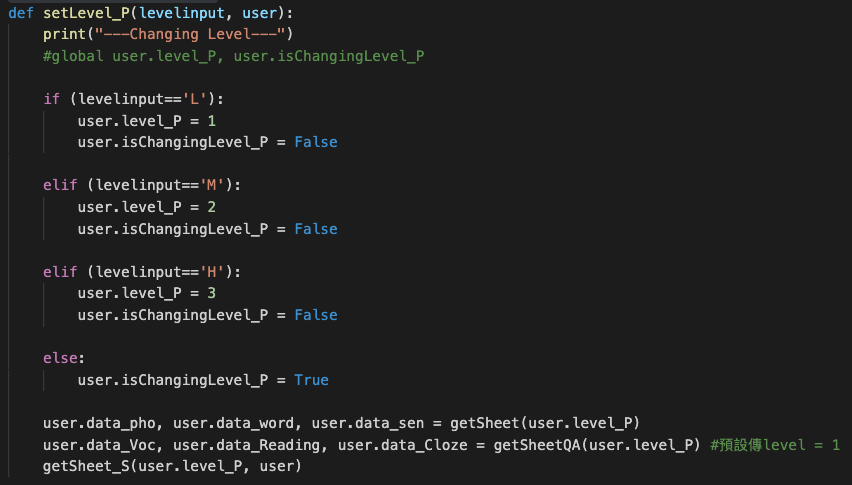 def setLevel_P(levelinput, user):
    print("---Changing Level---")
    #global user.level_P, user.isChangingLevel_P
    if (levelinput=='L'):
        user.level_P = 1
        user.isChangingLevel_P = False
    elif (levelinput=='M'):
        user.level_P = 2
        user.isChangingLevel_P = False
    elif (levelinput=='H'):
        user.level_P = 3
        user.isChangingLevel_P = False
    else:
        user.isChangingLevel_P = True
    user.data_pho, user.data_word, user.data_sen = getSheet(user.level_P)
    user.data_Voc, user.data_Reading, user.data_Cloze = getSheetQA(user.level_P) #預設傳level = 1
    getSheet_S(user.level_P, user)